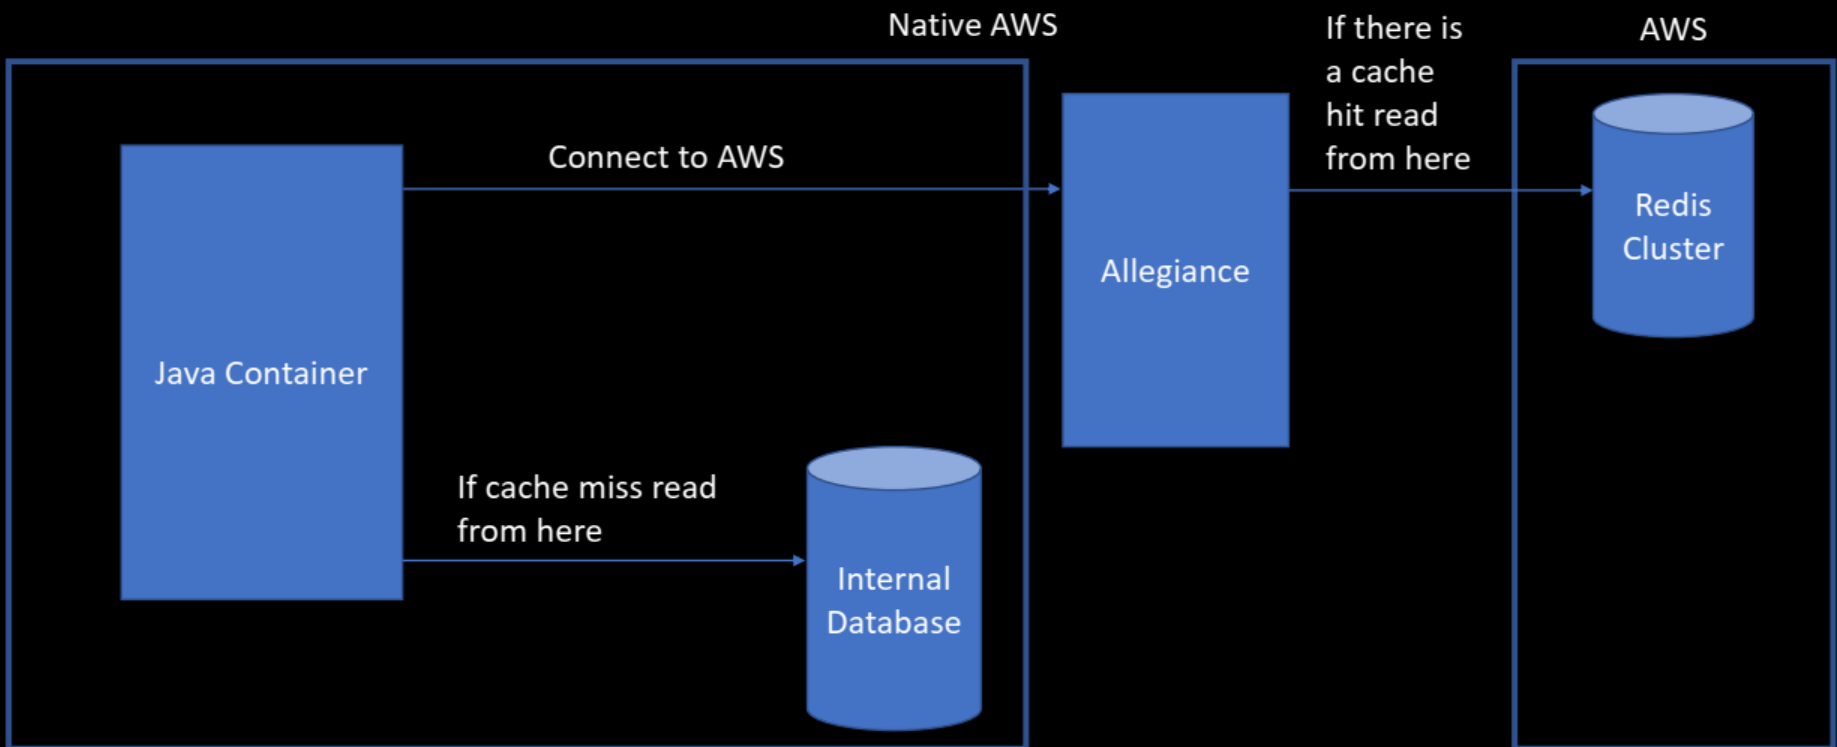 Native AWS
If there is
a cache
hit read
from here
AWS
Connect to AWS
Java Container
Allegiance
Redis
Cluster
If cache miss read
from here
Internal
Database